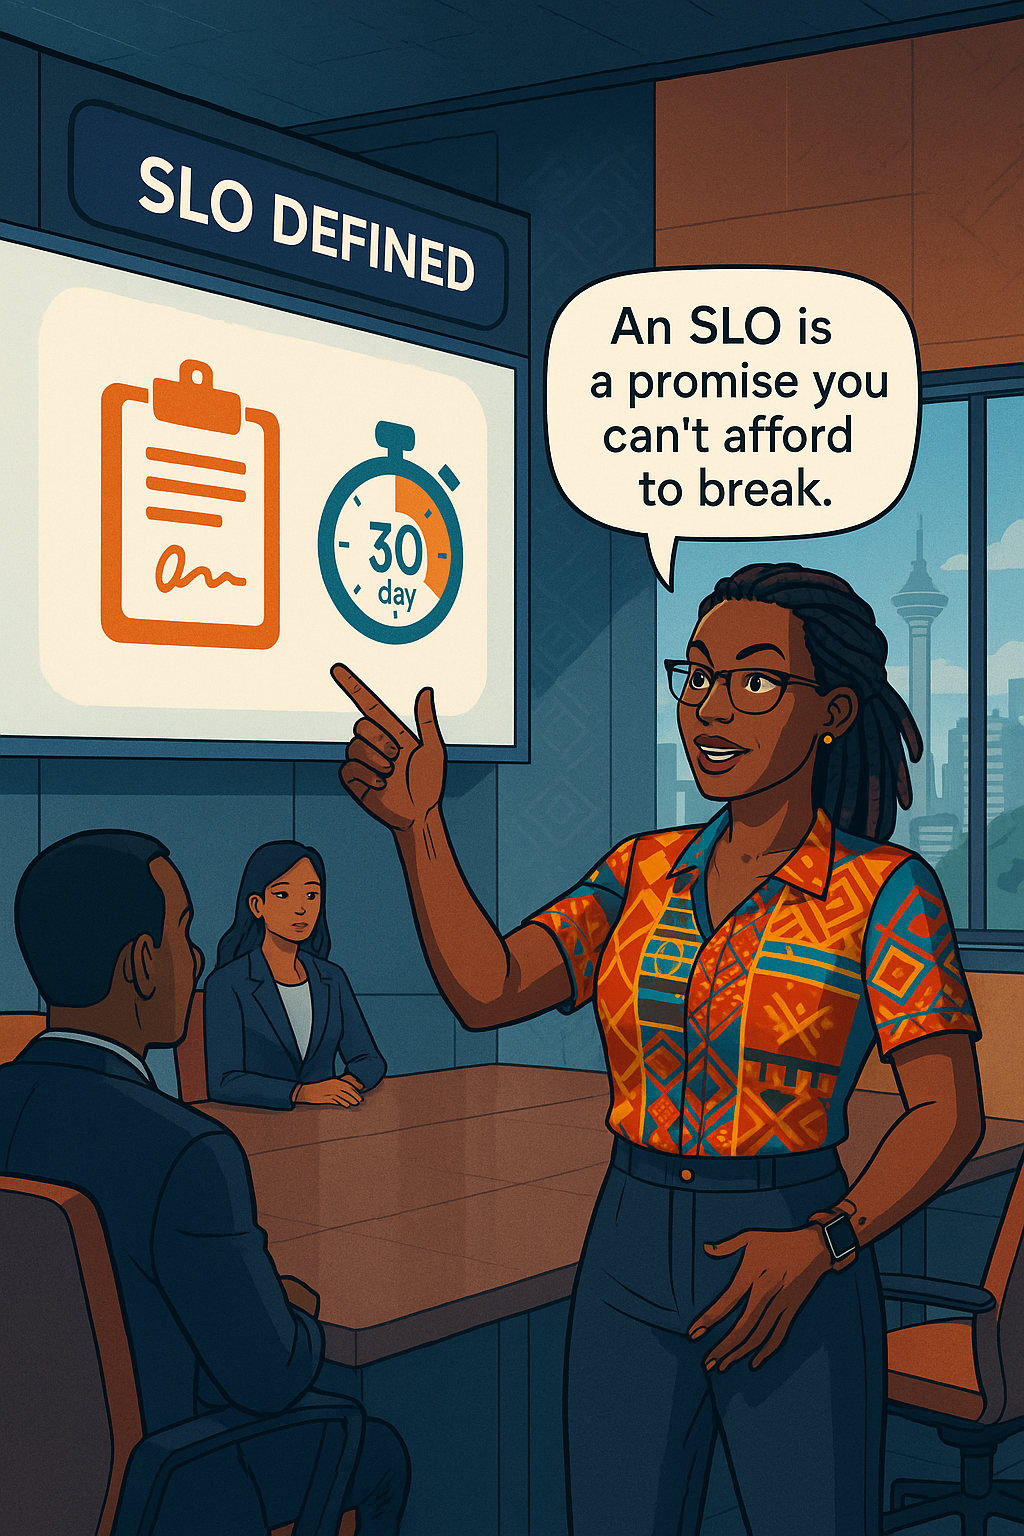 SLO DEFINED
30
day
An SLO is
a promise you
can't afford
to break.